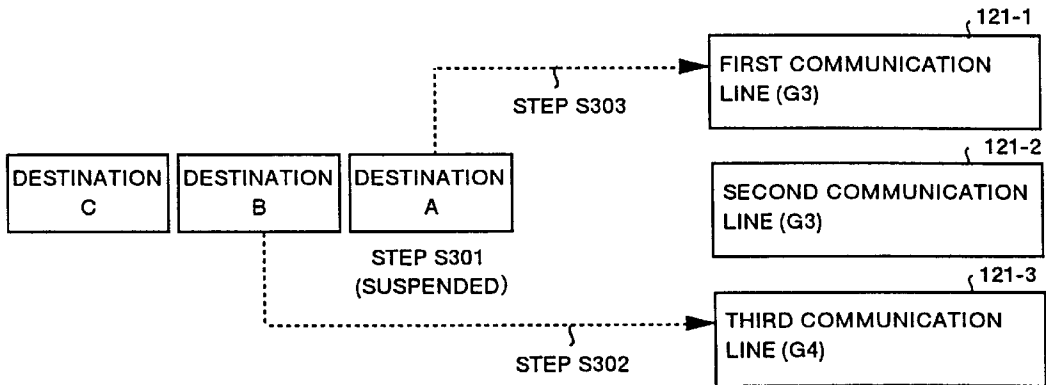 121-1
FIRST COMMUNICATION
LINE (G3)
STEP S303
121-2
DESTINATION
C
DESTINATION
B
DESTINATION
A
SECOND COMMUNICATION
LINE (G3)
STEP S301
(SUSPENDED)
121-3
THIRD COMMUNICATION
LINE (G4)
STEP S302